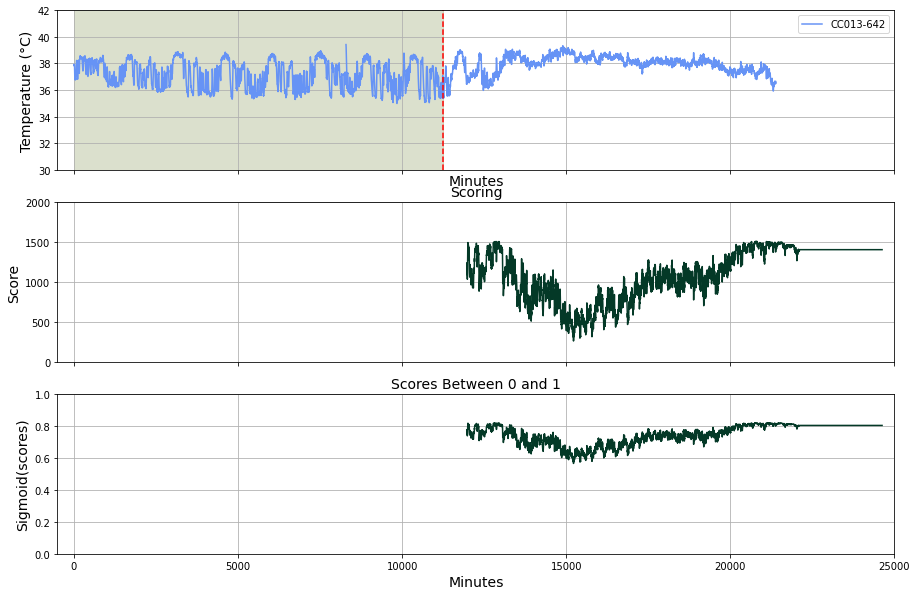 42
40
38
36
34
32
30
Temperature (°C)
CC013-642
Minutes
Scoring
2000
1500
1000
500
0
Score
Scores Between 0 and 1
1.0
0.8
0.6
0.4
0.2
0.0
Sigmoid(scores)
0 5000 10000 15000 20000 25000
Minutes